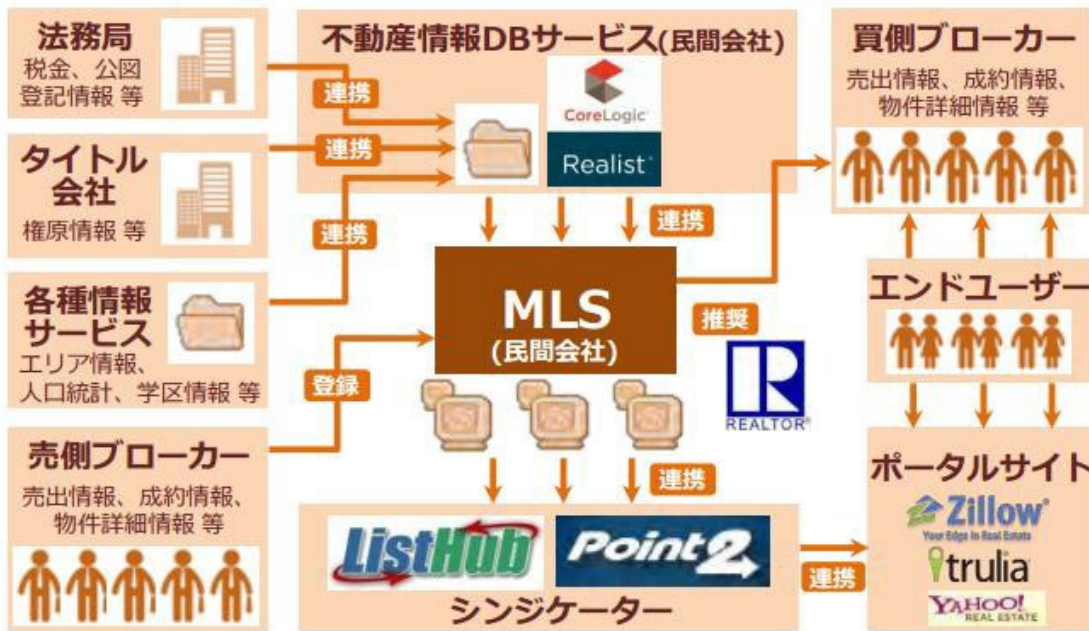 法務局
税金、公図
登記情報 等
タイトル
会社
権原情報 等
各種情報
サービス
エリア情報、
人口統計、学区情報 等
売側ブローカー
売出情報、成約情報、
物件詳細情報 等
連携
連携
連携
登録
不動産情報DBサービス(民間会社)
CoreLogic
Realist
連携
MLS
(民間会社)
推奨
R
REALTOR®
連携
ListHub
Point2
シンジケーター
連携
買側ブローカー
売出情報、成約情報、
物件詳細情報 等
エンドユーザー
ポータルサイト
Zillow®
Your Edge in Real Estate
trulia
YAHOO!
REAL ESTATE